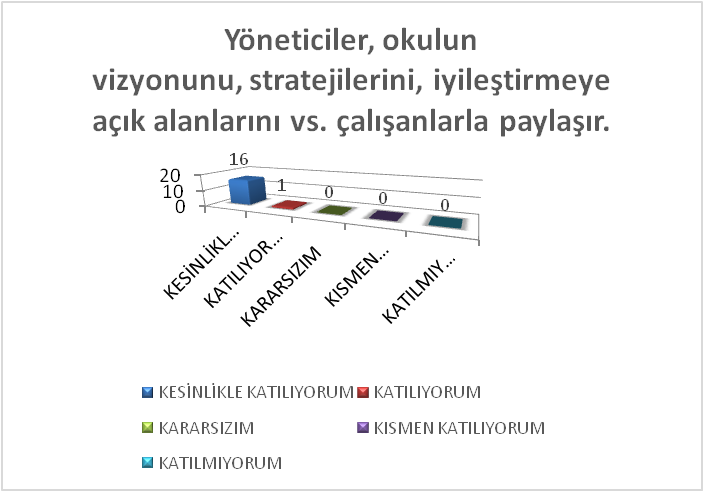 Yöneticiler, okulun
vizyonunu, stratejilerini, iyileştirmeye
açık alanlarını vs. çalışanlarla paylaşır.
16
20
10
0
1
0
0
0
KESİNLİKL...
KATILIYOR...
KARARSIZIM
KISMEN...
KATILMIY...
KESİNLİKLE KATILIYORUM
KATILIYORUM
KARARSIZIM
KISMEN KATILIYORUM
KATILMIYORUM